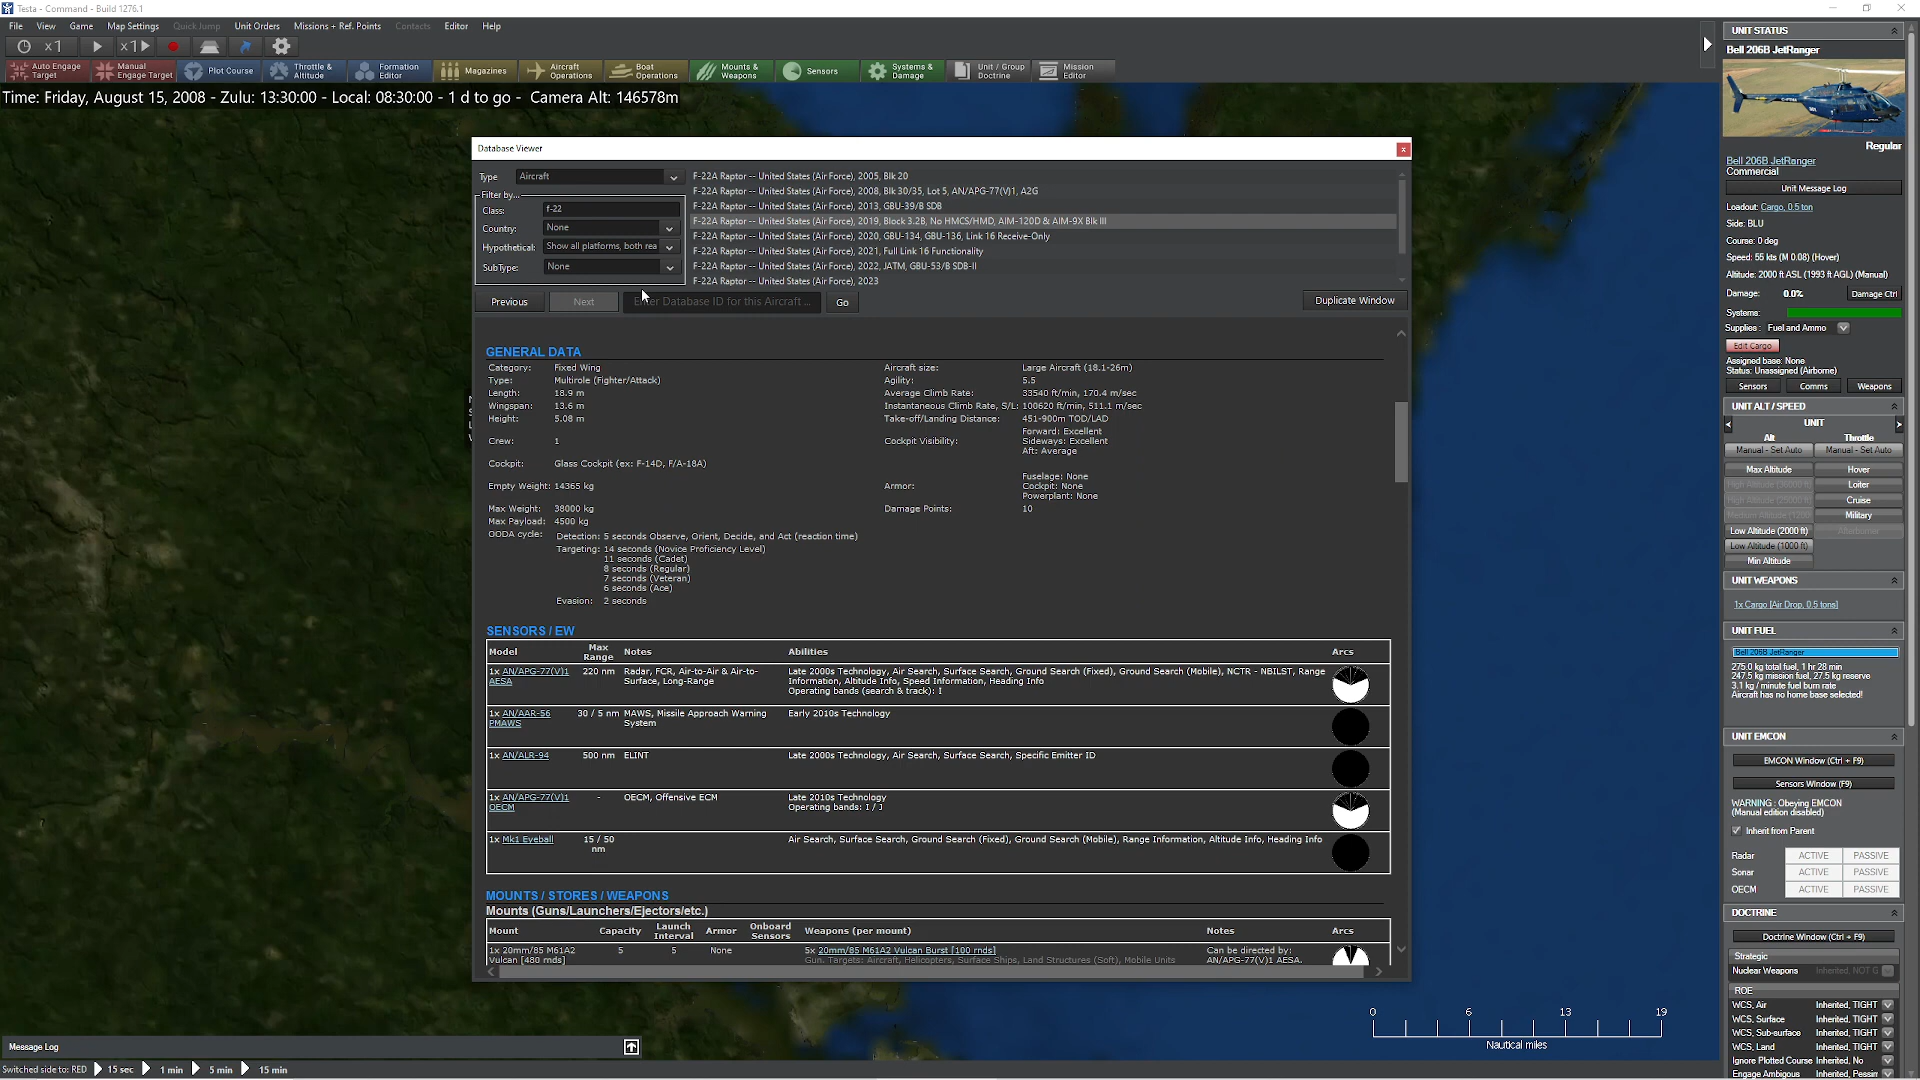 Testa - Command - Build 1276.1
File View Game Map Settings Quick Jump Unit Orders Missions + Ref. Points Contacts Editor Help
x1 x1
Auto Engage Target Manual Engage Target Plot Course Throttle & Altitude Formation Editor Magazines Aircraft Operations Boat Operations Mounts & Weapons Sensors Systems & Damage Unit / Group Doctrine Mission Editor
Time: Friday, August 15, 2008 - Zulu: 13:30:00 - Local: 08:30:00 - 1 d to go - Camera Alt: 146578m
Database Viewer
Type Aircraft
Filter by...
Class: f-22
Country: None
Hypothetical: Show all platforms, both rea
SubType: None
F-22A Raptor -- United States (Air Force), 2005, Blk 20
F-22A Raptor -- United States (Air Force), 2008, Blk 30/35, Lot 5, AN/APG-77(V)1, A2G
F-22A Raptor -- United States (Air Force), 2013, GBU-39/B SDB
F-22A Raptor -- United States (Air Force), 2019, Block 3.2B, No HMCS/HMD, AIM-120D & AIM-9X Blk III
F-22A Raptor -- United States (Air Force), 2020, GBU-134, GBU-136, Link 16 Receive-Only
F-22A Raptor -- United States (Air Force), 2021, Full Link 16 Functionality
F-22A Raptor -- United States (Air Force), 2022, JATM, GBU-53/B SDB-II
F-22A Raptor -- United States (Air Force), 2023
Previous Next Enter Database ID for this Aircraft ... Go Duplicate Window
GENERAL DATA
Category: Fixed Wing Aircraft size: Large Aircraft (18.1-26m)
Type: Multirole (Fighter/Attack) Agility: 5.5
Length: 18.9 m Average Climb Rate: 33540 ft/min, 170.4 m/sec
Wingspan: 13.6 m Instantaneous Climb Rate, S/L: 100620 ft/min, 511.1 m/sec
Height: 5.08 m Take-off/Landing Distance: 451-900m TOD/LAD
Crew: 1 Cockpit Visibility: Forward: Excellent
Sideways: Excellent
Aft: Average
Cockpit: Glass Cockpit (ex: F-14D, F/A-18A)
Empty Weight: 14365 kg Armor: Fuselage: None
Cockpit: None
Powerplant: None
Max Weight: 38000 kg Damage Points: 10
Max Payload: 4500 kg
OODA cycle: Detection: 5 seconds Observe, Orient, Decide, and Act (reaction time)
Targeting: 14 seconds (Novice Proficiency Level)
11 seconds (Cadet)
8 seconds (Regular)
7 seconds (Veteran)
6 seconds (Ace)
Evasion: 2 seconds
SENSORS / EW
Model Max Range Notes Abilities Arcs
1x AN/APG-77(V)1 AESA 220 nm Radar, FCR, Air-to-Air & Air-to-Surface, Long-Range Late 2000s Technology, Air Search, Surface Search, Ground Search (Fixed), Ground Search (Mobile), NCTR - NBILST, Range Information, Altitude Info, Speed Information, Heading Info
Operating bands (search & track): I
1x AN/AAR-56 PMAWS 30 / 5 nm MAWS, Missile Approach Warning System Early 2010s Technology
1x AN/ALR-94 500 nm ELINT Late 2000s Technology, Air Search, Surface Search, Specific Emitter ID
1x AN/APG-77(V)1 OECM - OECM, Offensive ECM Late 2010s Technology
Operating bands: I / J
1x Mk1 Eyeball 15 / 50 nm Air Search, Surface Search, Ground Search (Fixed), Ground Search (Mobile), Range Information, Altitude Info, Heading Info
MOUNTS / STORES / WEAPONS
Mounts (Guns/Launchers/Ejectors/etc.)
Mount Capacity Launch Interval Armor Onboard Sensors Weapons (per mount) Notes Arcs
1x 20mm/85 M61A2 Vulcan [480 rnds] 5 5 None 5x 20mm/85 M61A2 Vulcan Burst [100 rnds] Can be directed by:
Gun. Targets: Aircraft, Helicopters, Surface Ships, Land Structures (Soft), Mobile Units AN/APG-77(V)1 AESA.
UNIT STATUS
Bell 206B JetRanger
Regular
Bell 206B JetRanger
Commercial
Unit Message Log
Loadout: Cargo, 0.5 ton
Side: BLU
Course: 0 deg
Speed: 55 kts (M 0.08) (Hover)
Altitude: 2000 ft ASL (1993 ft AGL) (Manual)
Damage: 0.0% Damage Ctrl
Systems:
Supplies: Fuel and Ammo
Edit Cargo
Assigned base: None
Status: Unassigned (Airborne)
Sensors Comms Weapons
UNIT ALT / SPEED
< UNIT >
Alt Throttle
Manual - Set Auto Manual - Set Auto
Max Altitude Hover
Loiter
Cruise
Military
Low Altitude (2000 ft) Afterburner
Low Altitude (1000 ft)
Min Altitude
UNIT WEAPONS
1x Cargo [Air Drop, 0.5 tons]
UNIT FUEL
Bell 206B JetRanger
275.0 kg total fuel, 1 hr 28 min
247.5 kg mission fuel, 27.5 kg reserve
3.1 kg / minute fuel burn rate
Aircraft has no home base selected!
UNIT EMCON
EMCON Window (Ctrl + F9)
Sensors Window (F9)
WARNING : Obeying EMCON
(Manual edition disabled)
Inherit from Parent
Radar ACTIVE PASSIVE
Sonar ACTIVE PASSIVE
OECM ACTIVE PASSIVE
DOCTRINE
Doctrine Window (Ctrl + F9)
Strategic
Nuclear Weapons Inherited, NOT G
ROE
WCS, Air Inherited, TIGHT
WCS, Surface Inherited, TIGHT
WCS, Sub-surface Inherited, TIGHT
WCS, Land Inherited, TIGHT
Ignore Plotted Course Inherited, No
Engage Ambiguous Inherited, Pessim
0 6 13 19
Nautical miles
Message Log
Switched side to: RED 15 sec 1 min 5 min 15 min